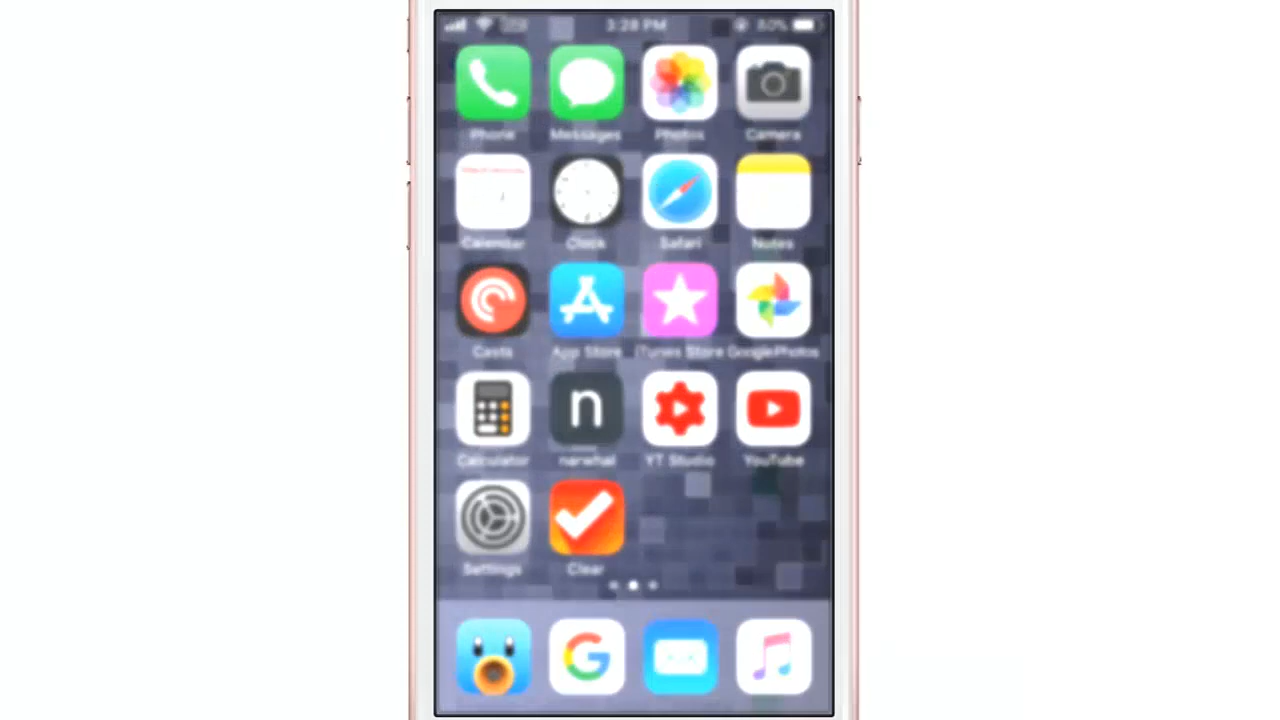 3:28 PM 80%
Phone Messages Photos Camera
Calendar Clock Safari Notes
Casts App Store iTunes Store Google Photos
n
Calculator narwhal YT Studio YouTube
Settings Clear
G